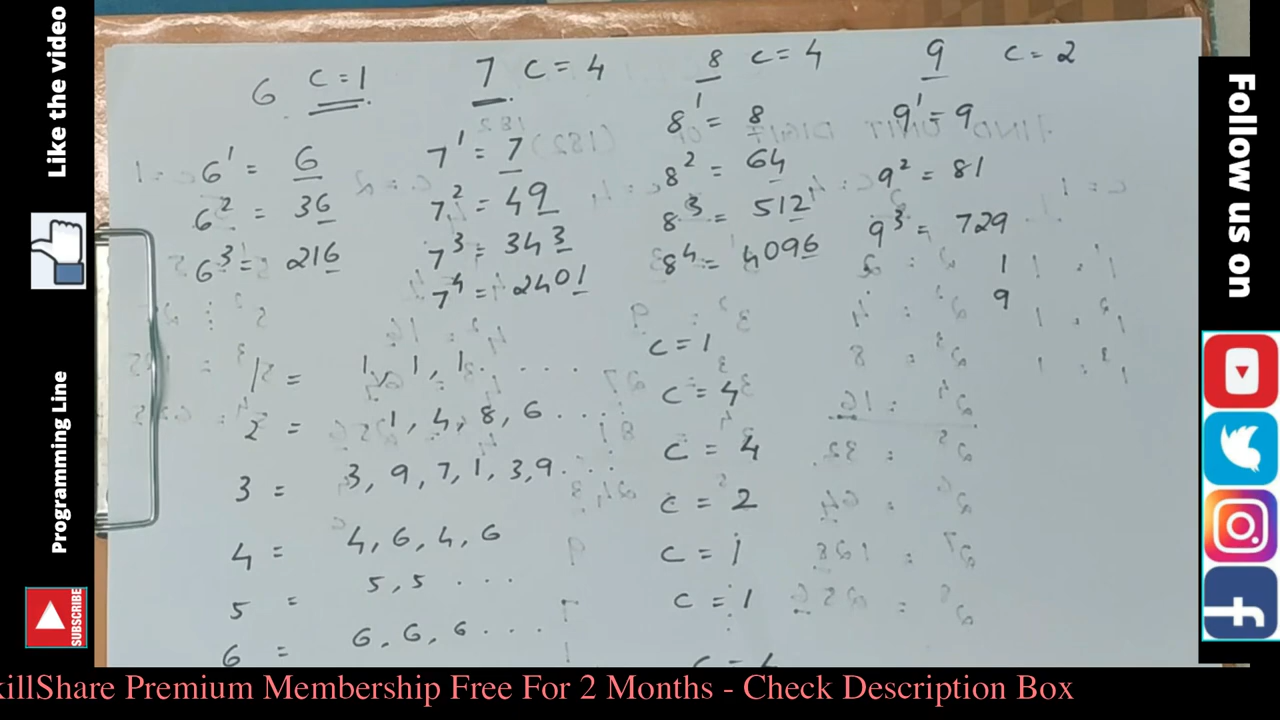 Like the video
Programming Line
SUBSCRIBE
6 C=1
6¹ = 6
6² = 36
6³ = 216
7 C = 4
7¹ = 7
7² = 49
7³ = 343
7⁴ = 2401
8 C = 4
8¹ = 8
8² = 64
8³ = 512
8⁴ = 4096
9 C = 2
9¹ = 9
9² = 81
9³ = 729
1
9
1 = 1, 1, 1. . . . . C=1
2 = 1, 4, 8, 6 . . . . C = 4
3 = 3, 9, 7, 1, 3, 9. . . . C = 4
4 = 4, 6, 4, 6 C = 2
5 = 5, 5 . . . C = 1
6 = 6, 6, 6 . . . . C = 1
Follow us on
killShare Premium Membership Free For 2 Months - Check Description Box